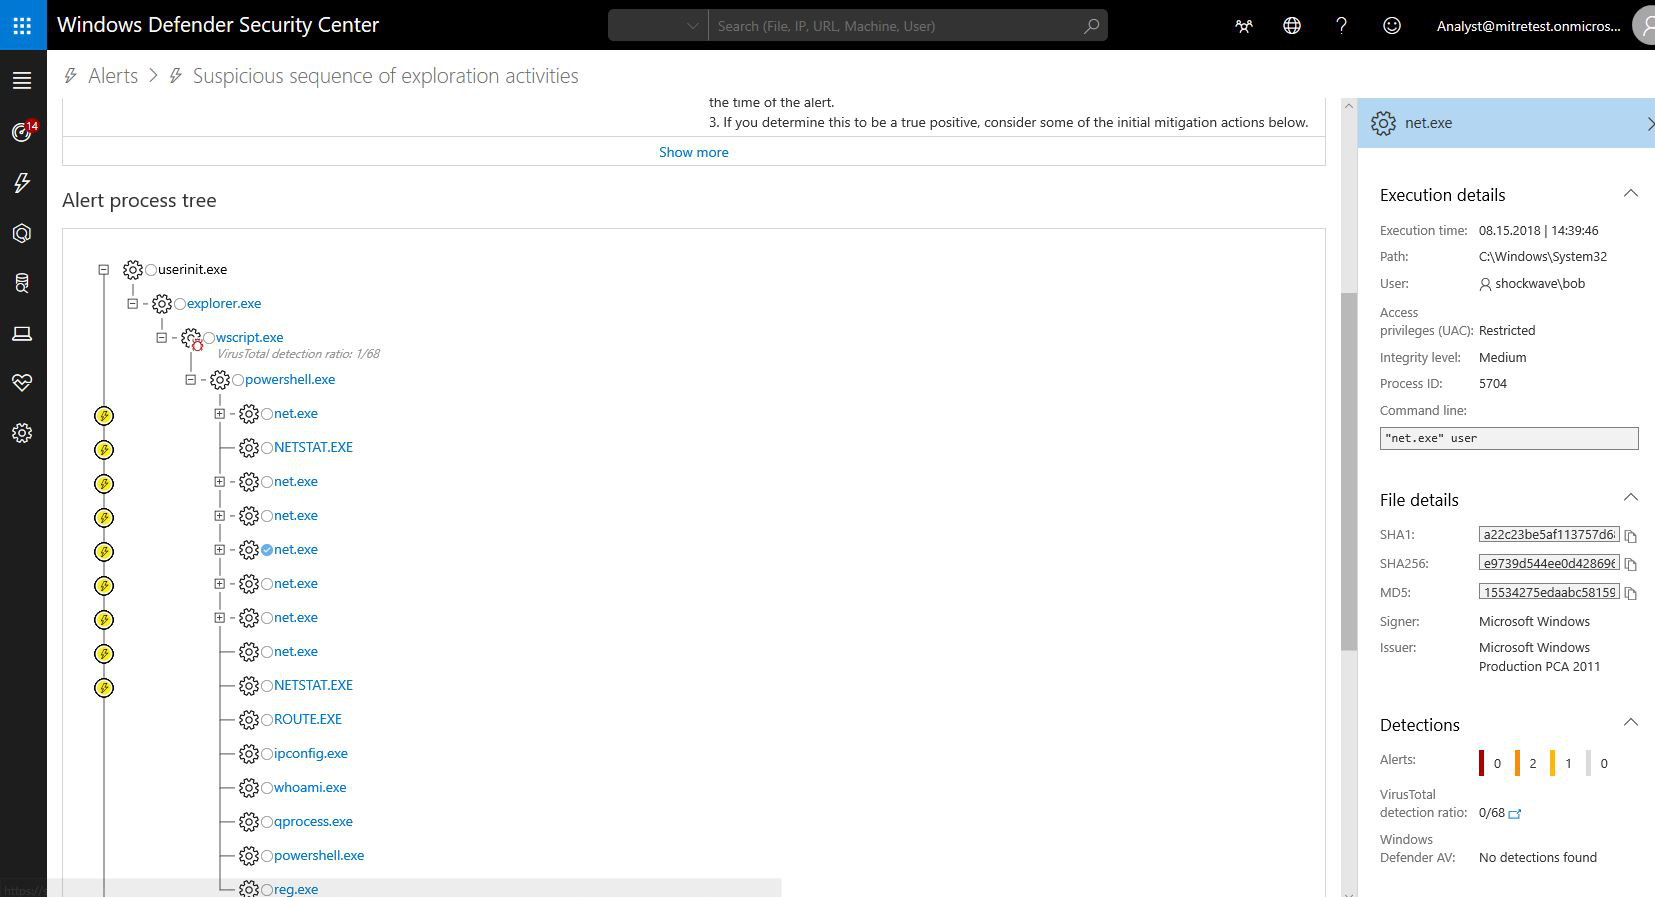 Windows Defender Security Center
Search (File, IP, URL, Machine, User)
?
Analyst@mitretest.onmicros...
Alerts > Suspicious sequence of exploration activities
14
the time of the alert.
3. If you determine this to be a true positive, consider some of the initial mitigation actions below.
Show more
Alert process tree
userinit.exe
explorer.exe
wscript.exe
VirusTotal detection ratio: 1/68
powershell.exe
net.exe
NETSTAT.EXE
net.exe
net.exe
net.exe
net.exe
net.exe
net.exe
NETSTAT.EXE
ROUTE.EXE
ipconfig.exe
whoami.exe
qprocess.exe
powershell.exe
reg.exe
https://s
net.exe
Execution details
Execution time: 08.15.2018 | 14:39:46
Path: C:\Windows\System32
User: shockwave\bob
Access
privileges (UAC): Restricted
Integrity level: Medium
Process ID: 5704
Command line:
"net.exe" user
File details
SHA1: a22c23be5af113757d6
SHA256: e9739d544ee0d428696
MD5: 15534275edaabc58159
Signer: Microsoft Windows
Issuer: Microsoft Windows
Production PCA 2011
Detections
Alerts: 0 2 1 0
VirusTotal
detection ratio: 0/68
Windows
Defender AV: No detections found